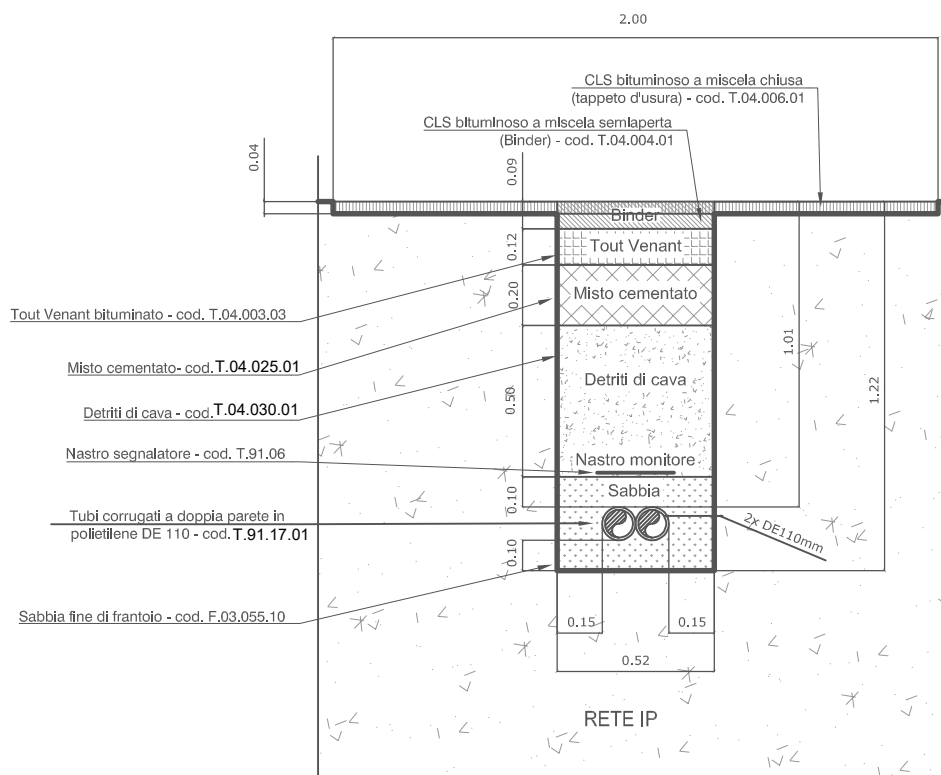 2.00
CLS bituminoso a miscela chiusa
(tappeto d'usura) - cod. T.04.006.01
CLS bituminoso a miscela semiaperta
(Binder) - cod. T.04.004.01
0.04
0.09
Binder
0.12
Tout Venant
0.20
Misto cementato
Tout Venant bituminato - cod. T.04.003.03
1.01
Misto cementato- cod.T.04.025.01
Detriti di cava
1.22
0.50
Detriti di cava - cod.T.04.030.01
Nastro segnalatore - cod. T.91.06
Nastro monitore
0.10
Sabbia
Tubi corrugati a doppia parete in
polietilene DE 110 - cod.T.91.17.01
2x DE110mm
0.10
Sabbia fine di frantoio - cod. F.03.055.10
0.15
0.15
0.52
RETE IP